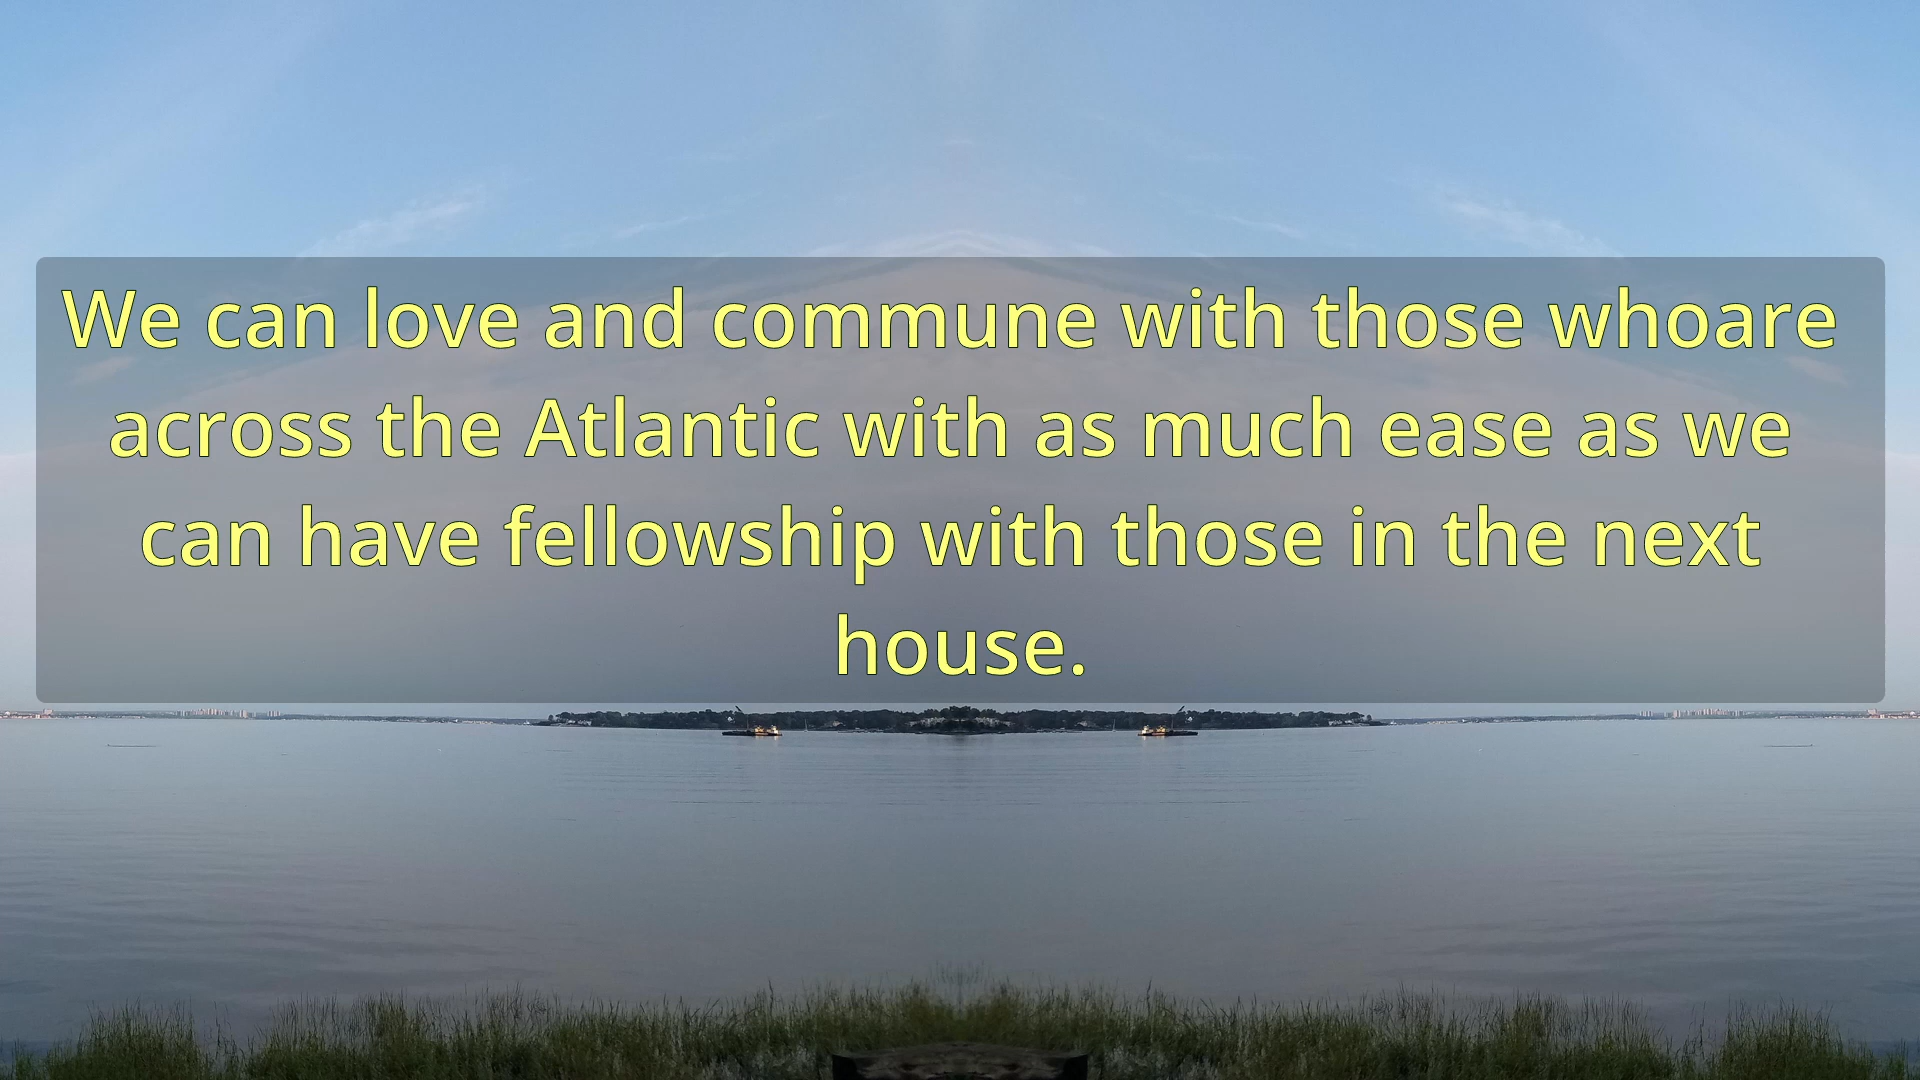 We can love and commune with those whoare
across the Atlantic with as much ease as we
can have fellowship with those in the next
house.